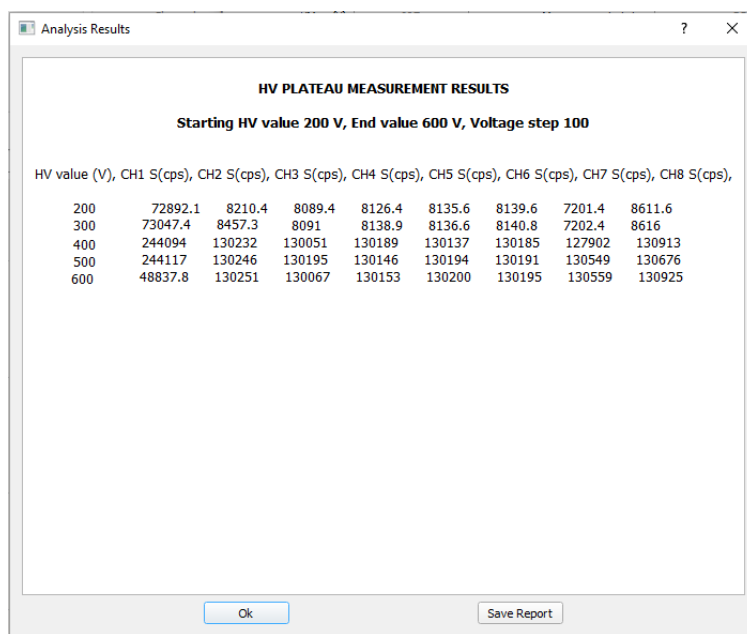 Analysis Results ? ×
HV PLATEAU MEASUREMENT RESULTS
Starting HV value 200 V, End value 600 V, Voltage step 100
HV value (V), CH1 S(cps), CH2 S(cps), CH3 S(cps), CH4 S(cps), CH5 S(cps), CH6 S(cps), CH7 S(cps), CH8 S(cps),
200 72892.1 8210.4 8089.4 8126.4 8135.6 8139.6 7201.4 8611.6
300 73047.4 8457.3 8091 8138.9 8136.6 8140.8 7202.4 8616
400 244094 130232 130051 130189 130137 130185 127902 130913
500 244117 130246 130195 130146 130194 130191 130549 130676
600 48837.8 130251 130067 130153 130200 130195 130559 130925
Ok Save Report